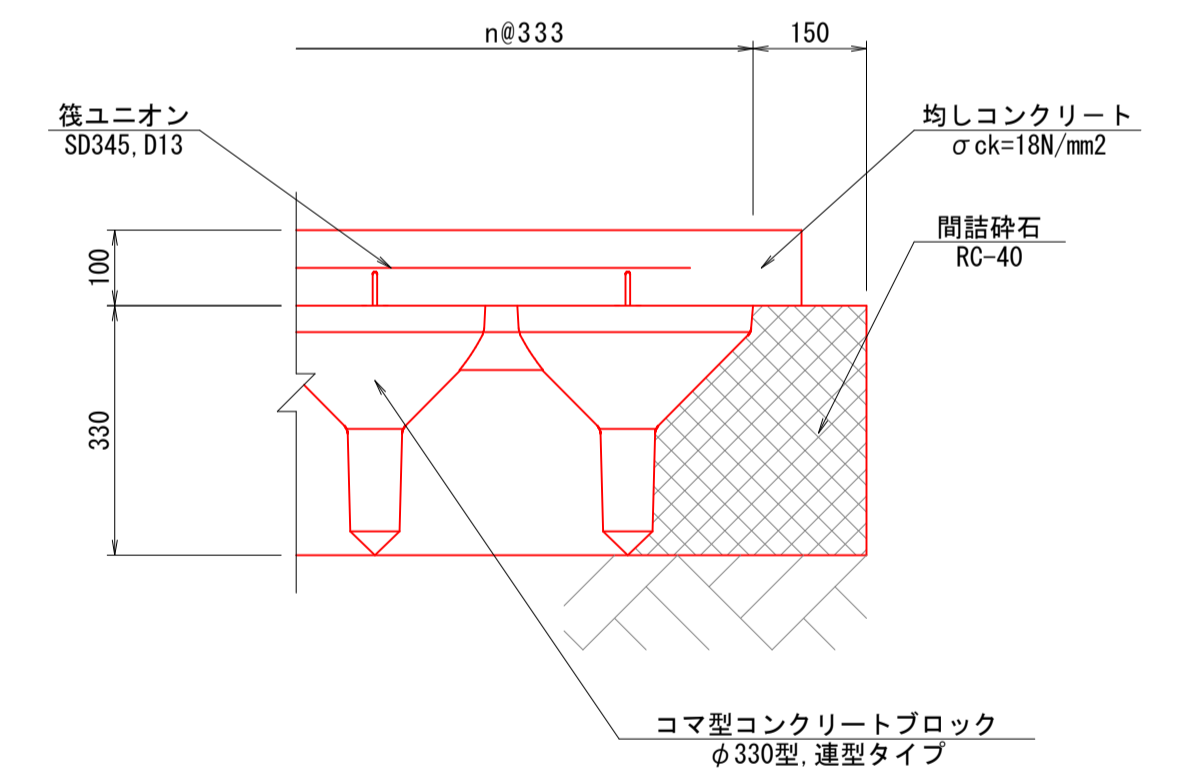 n@333
150
筏ユニオン
SD345,D13
均しコンクリート
σck=18N/mm2
間詰砕石
RC-40
100
330
コマ型コンクリートブロック
φ330型,連型タイプ